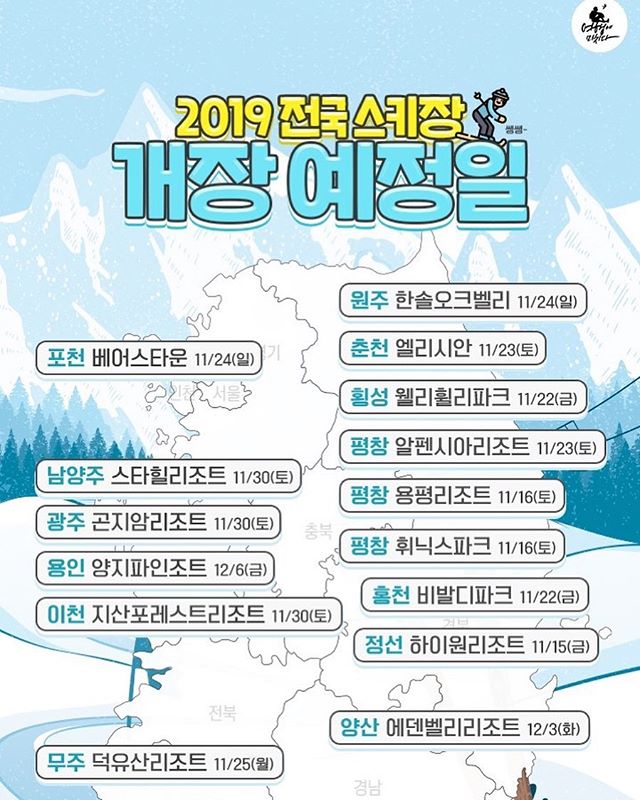 여행에미치다
2019 전국 스키장
쌩쌩-
개장 예정일
원주 한솔오크벨리 11/24(일)
포천 베어스타운 11/24(일)
경기
춘천 엘리시안 11/23(토)
인천 서울
횡성 웰리힐리파크 11/22(금)
평창 알펜시아리조트 11/23(토)
남양주 스타힐리조트 11/30(토)
평창 용평리조트 11/16(토)
광주 곤지암리조트 11/30(토)
충북
평창 휘닉스파크 11/16(토)
용인 양지파인조트 12/6(금)
홍천 비발디파크 11/22(금)
이천 지산포레스트리조트 11/30(토)
경북
정선 하이원리조트 11/15(금)
전북
양산 에덴벨리리조트 12/3(화)
무주 덕유산리조트 11/25(월)
경남